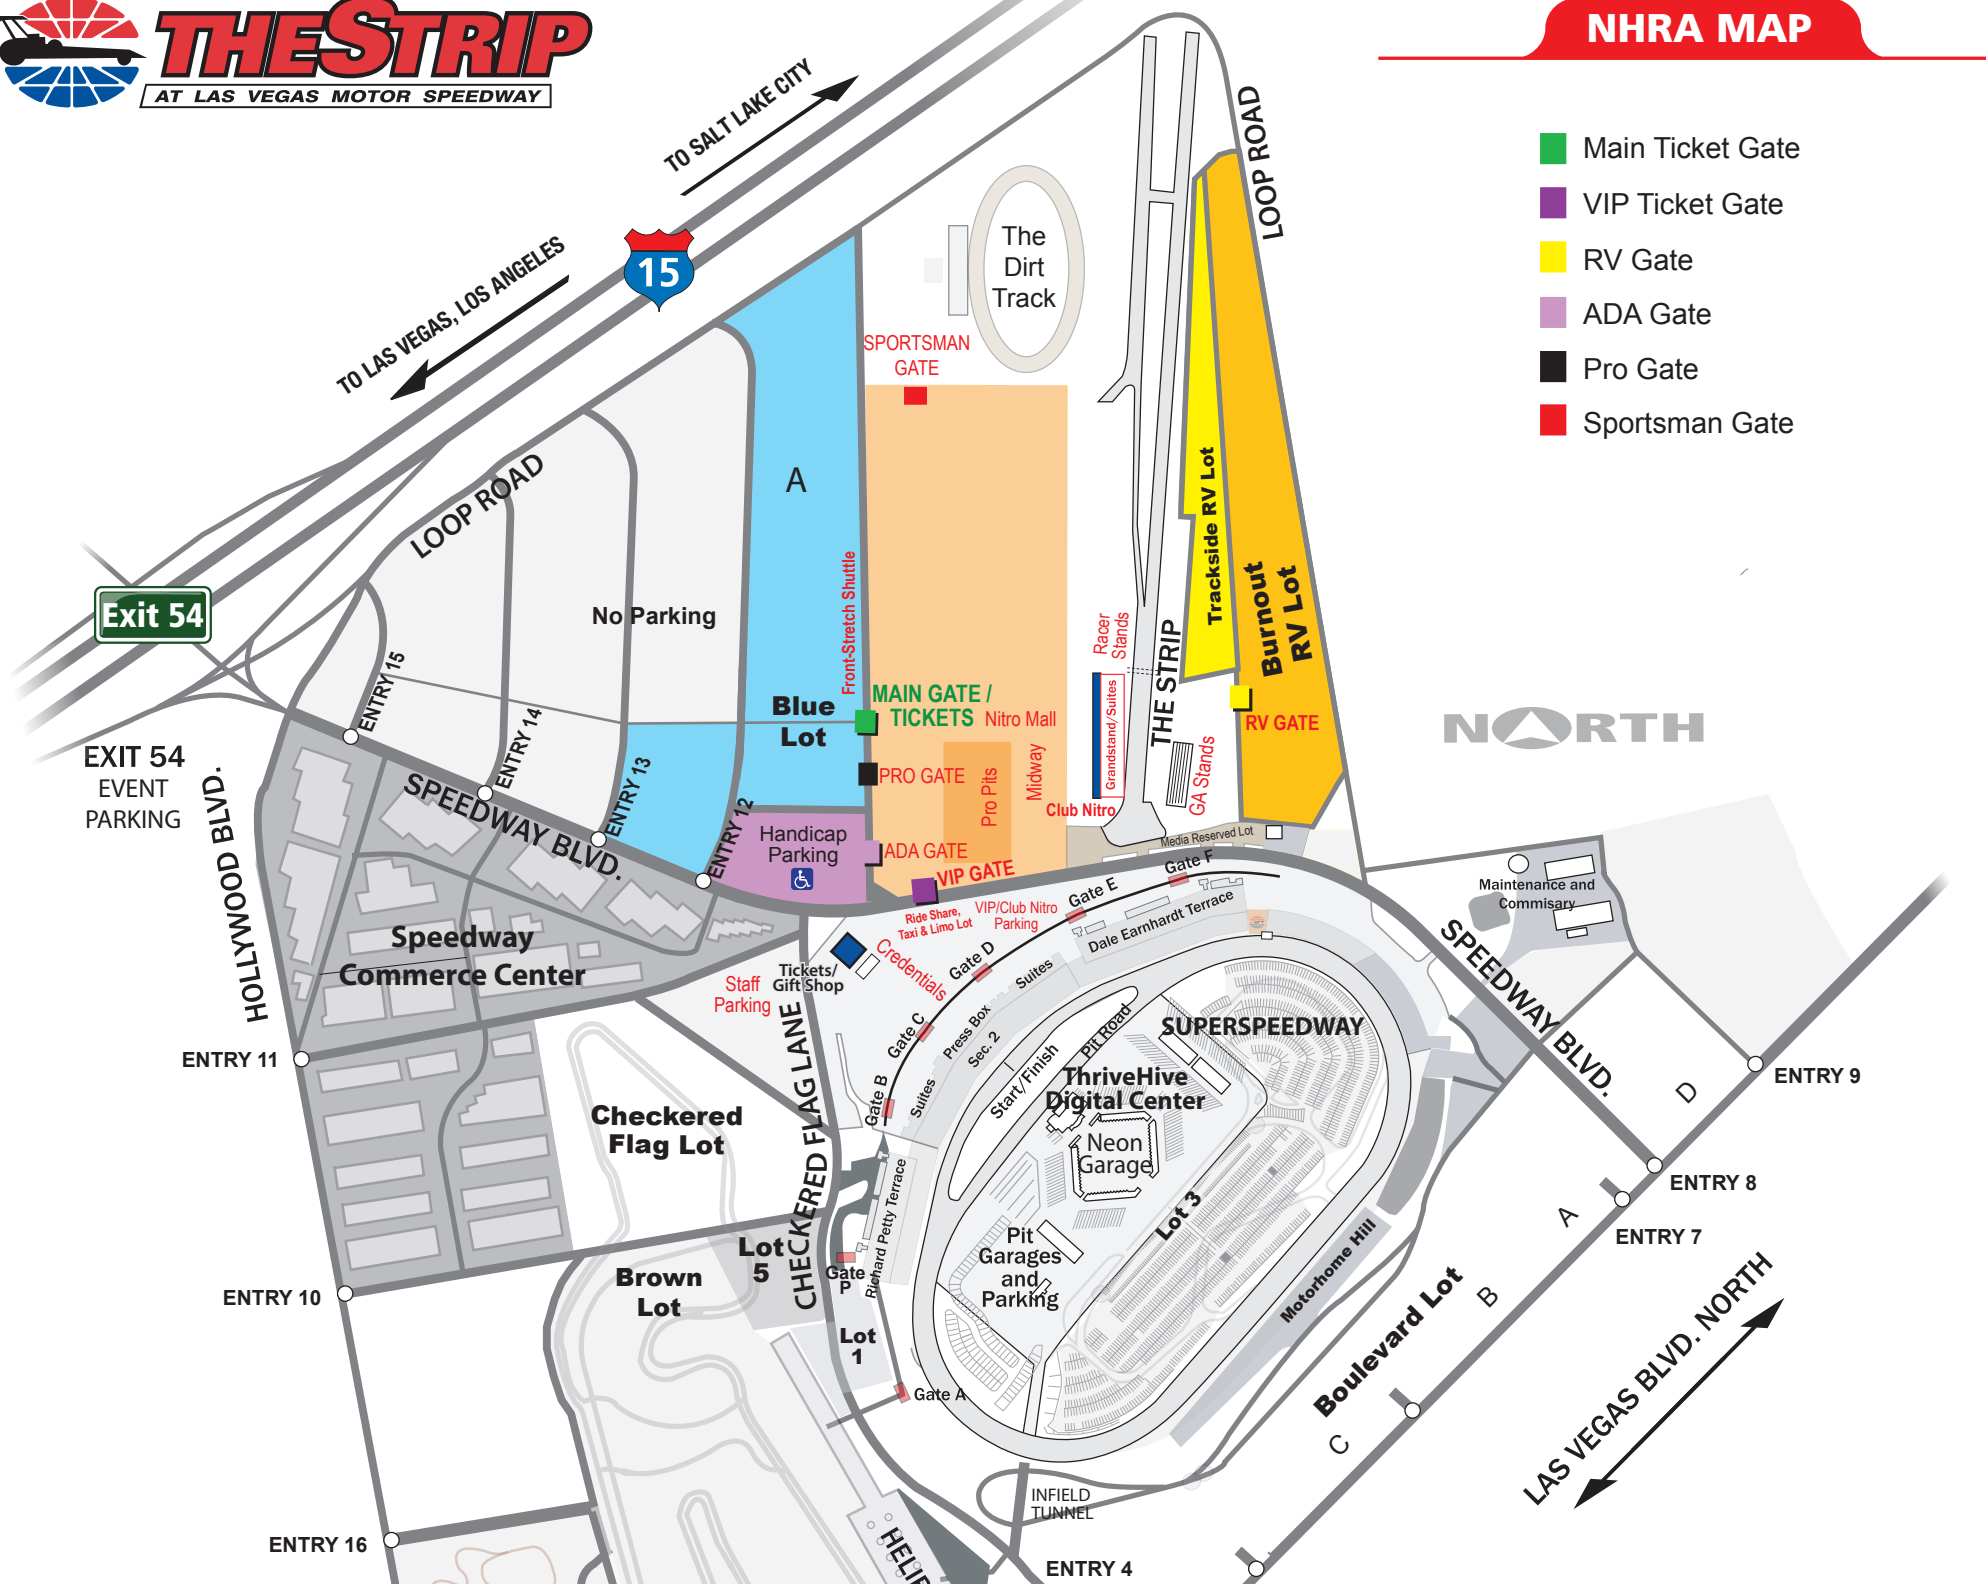 THE STRIP
AT LAS VEGAS MOTOR SPEEDWAY
NHRA MAP
Main Ticket Gate
VIP Ticket Gate
RV Gate
ADA Gate
Pro Gate
Sportsman Gate
TO SALT LAKE CITY
TO LAS VEGAS, LOS ANGELES
15
LOOP ROAD
The
Dirt
Track
SPORTSMAN
GATE
A
LOOP ROAD
Exit 54
No Parking
Front-Stretch Shuttle
Trackside RV Lot
Burnout
RV Lot
Racer
Stands
THE STRIP
Grandstand/Suites
GA Stands
RV GATE
NORTH
Blue
Lot
MAIN GATE /
TICKETS
Nitro Mall
PRO GATE
Pro Pits
Midway
Club Nitro
Media Reserved Lot
EXIT 54
EVENT
PARKING
HOLLYWOOD BLVD.
ENTRY 15
ENTRY 14
ENTRY 13
ENTRY 12
SPEEDWAY BLVD.
Handicap
Parking
ADA GATE
VIP GATE
Ride Share,
Taxi & Limo Lot
VIP/Club Nitro
Parking
Gate F
Gate E
Gate D
Gate C
Gate B
Dale Earnhardt Terrace
Maintenance and
Commisary
SPEEDWAY BLVD.
Speedway
Commerce Center
Staff
Parking
Tickets/
Gift Shop
Credentials
Suites
Press Box
Sec. 2
Suites
Start/Finish
Pit Road
SUPERSPEEDWAY
ThriveHive
Digital Center
Neon
Garage
ENTRY 11
Checkered
Flag Lot
CHECKERED FLAG LANE
Richard Petty Terrace
Lot 3
Pit
Garages
and
Parking
Motorhome Hill
D
ENTRY 9
ENTRY 8
A
ENTRY 7
B
Boulevard Lot
C
LAS VEGAS BLVD. NORTH
Lot
5
Brown
Lot
Gate
P
Lot
1
Gate A
ENTRY 10
INFIELD
TUNNEL
ENTRY 16
ENTRY 4